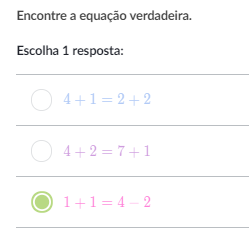 Encontre a equação verdadeira.
Escolha 1 resposta:
4 + 1 = 2 + 2
4 + 2 = 7 + 1
1 + 1 = 4 − 2